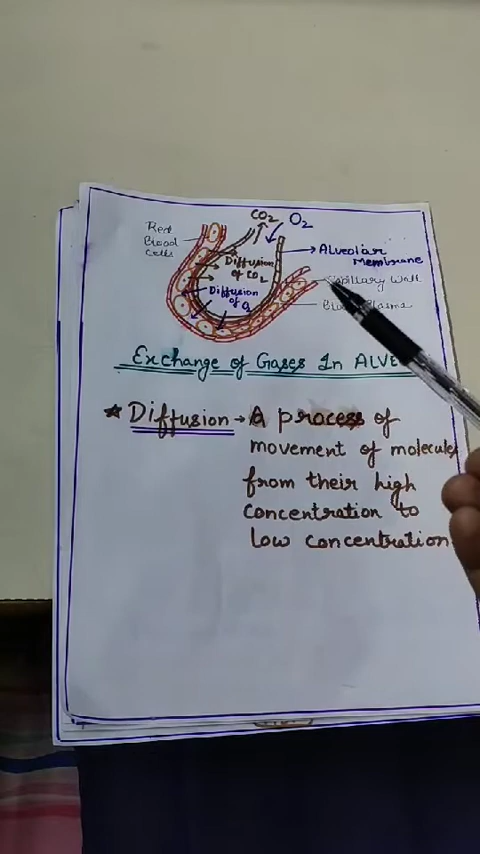 CO2 O2
Red
Blood
Cells
Alveolar
Membrane
Diffusion
of CO2
Capillary Wall
Diffusion
of O2
Exchange of Gases In
* Diffusion → A process of
movement of molecules
from their high
concentration to
low concentration